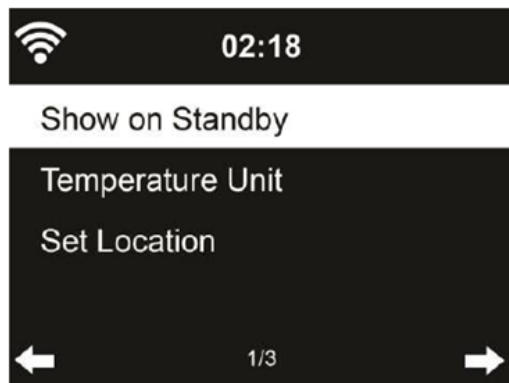 02:18
Show on Standby
Temperature Unit
Set Location
1/3